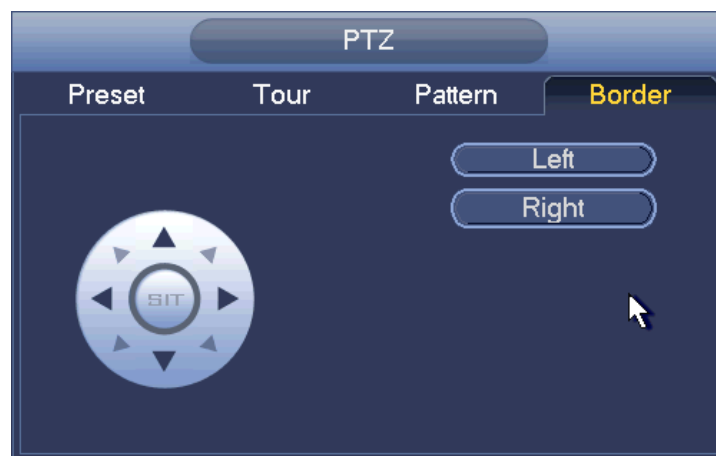 PTZ
Preset Tour Pattern Border
Left
Right
SIT